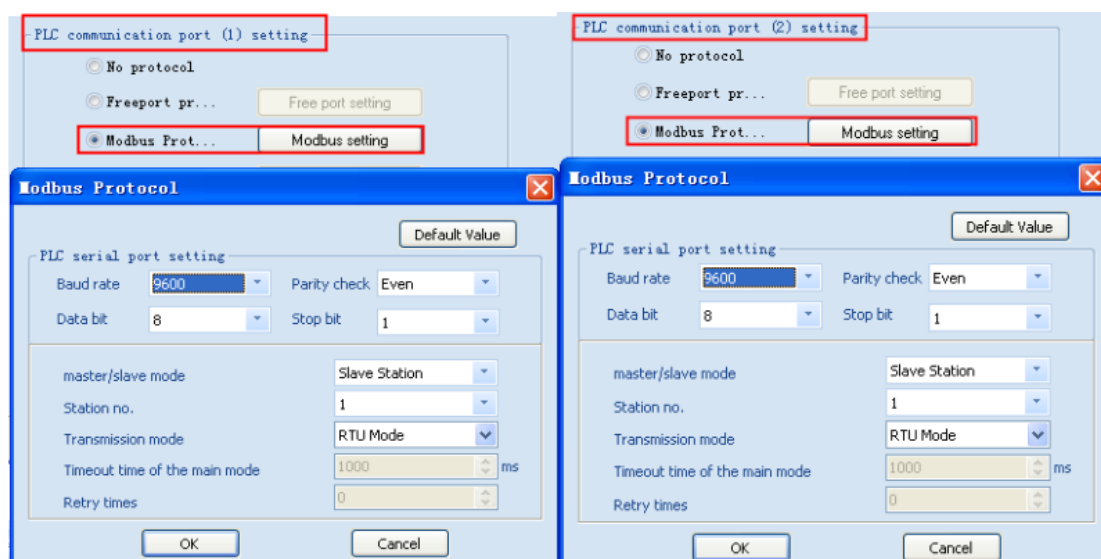 PLC communication port (1) setting
No protocol
Freeport pr... Free port setting
Modbus Prot... Modbus setting
Modbus Protocol
Default Value
PLC serial port setting
Baud rate 9600 Parity check Even
Data bit 8 Stop bit 1
master/slave mode Slave Station
Station no. 1
Transmission mode RTU Mode
Timeout time of the main mode 1000 ms
Retry times 0
OK Cancel
PLC communication port (2) setting
No protocol
Freeport pr... Free port setting
Modbus Prot... Modbus setting
Modbus Protocol
Default Value
PLC serial port setting
Baud rate 9600 Parity check Even
Data bit 8 Stop bit 1
master/slave mode Slave Station
Station no. 1
Transmission mode RTU Mode
Timeout time of the main mode 1000 ms
Retry times 0
OK Cancel